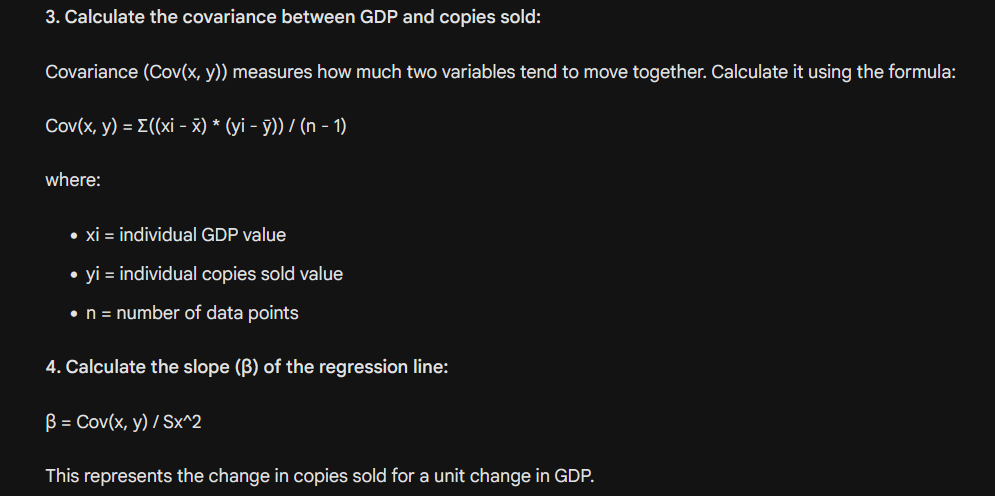 3. Calculate the covariance between GDP and copies sold:
Covariance (Cov(x, y)) measures how much two variables tend to move together. Calculate it using the formula:
Cov(x, y) = Σ((xi - x̄) * (yi - ȳ)) / (n - 1)
where:
• xi = individual GDP value
• yi = individual copies sold value
• n = number of data points
4. Calculate the slope (β) of the regression line:
β = Cov(x, y) / Sx^2
This represents the change in copies sold for a unit change in GDP.